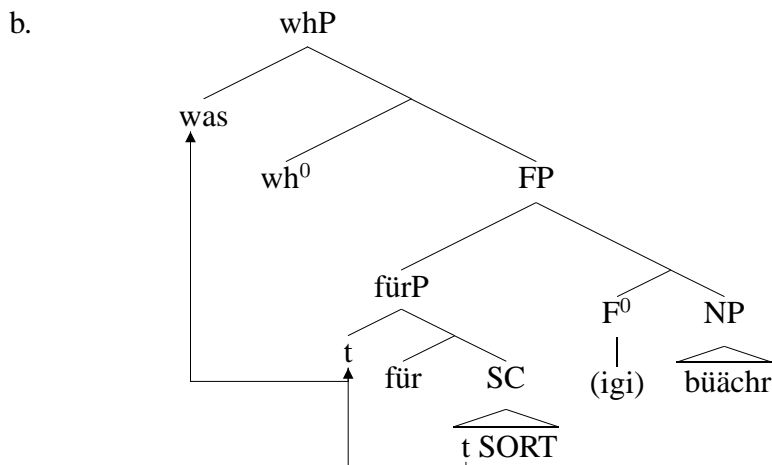 b. whP
was
wh⁰ FP
fürP F⁰ NP
t für SC (igi) büächr
t SORT